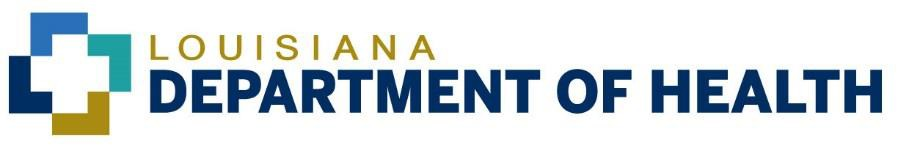 LOUISIANA
DEPARTMENT OF HEALTH